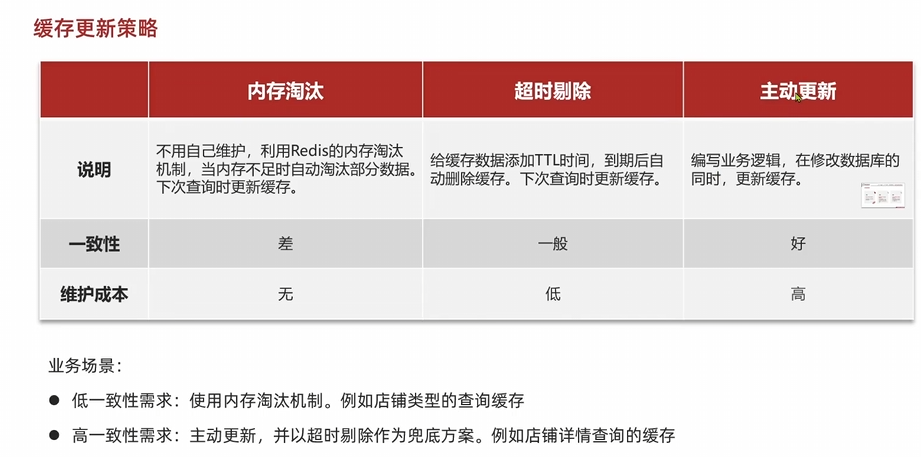 缓存更新策略
内存淘汰
超时剔除
主动更新
说明
不用自己维护，利用Redis的内存淘汰
机制，当内存不足时自动淘汰部分数据。
下次查询时更新缓存。
给缓存数据添加TTL时间，到期后自
动删除缓存。下次查询时更新缓存。
编写业务逻辑，在修改数据库的
同时，更新缓存。
一致性
差
一般
好
维护成本
无
低
高
业务场景：
● 低一致性需求：使用内存淘汰机制。例如店铺类型的查询缓存
● 高一致性需求：主动更新，并以超时剔除作为兜底方案。例如店铺详情查询的缓存